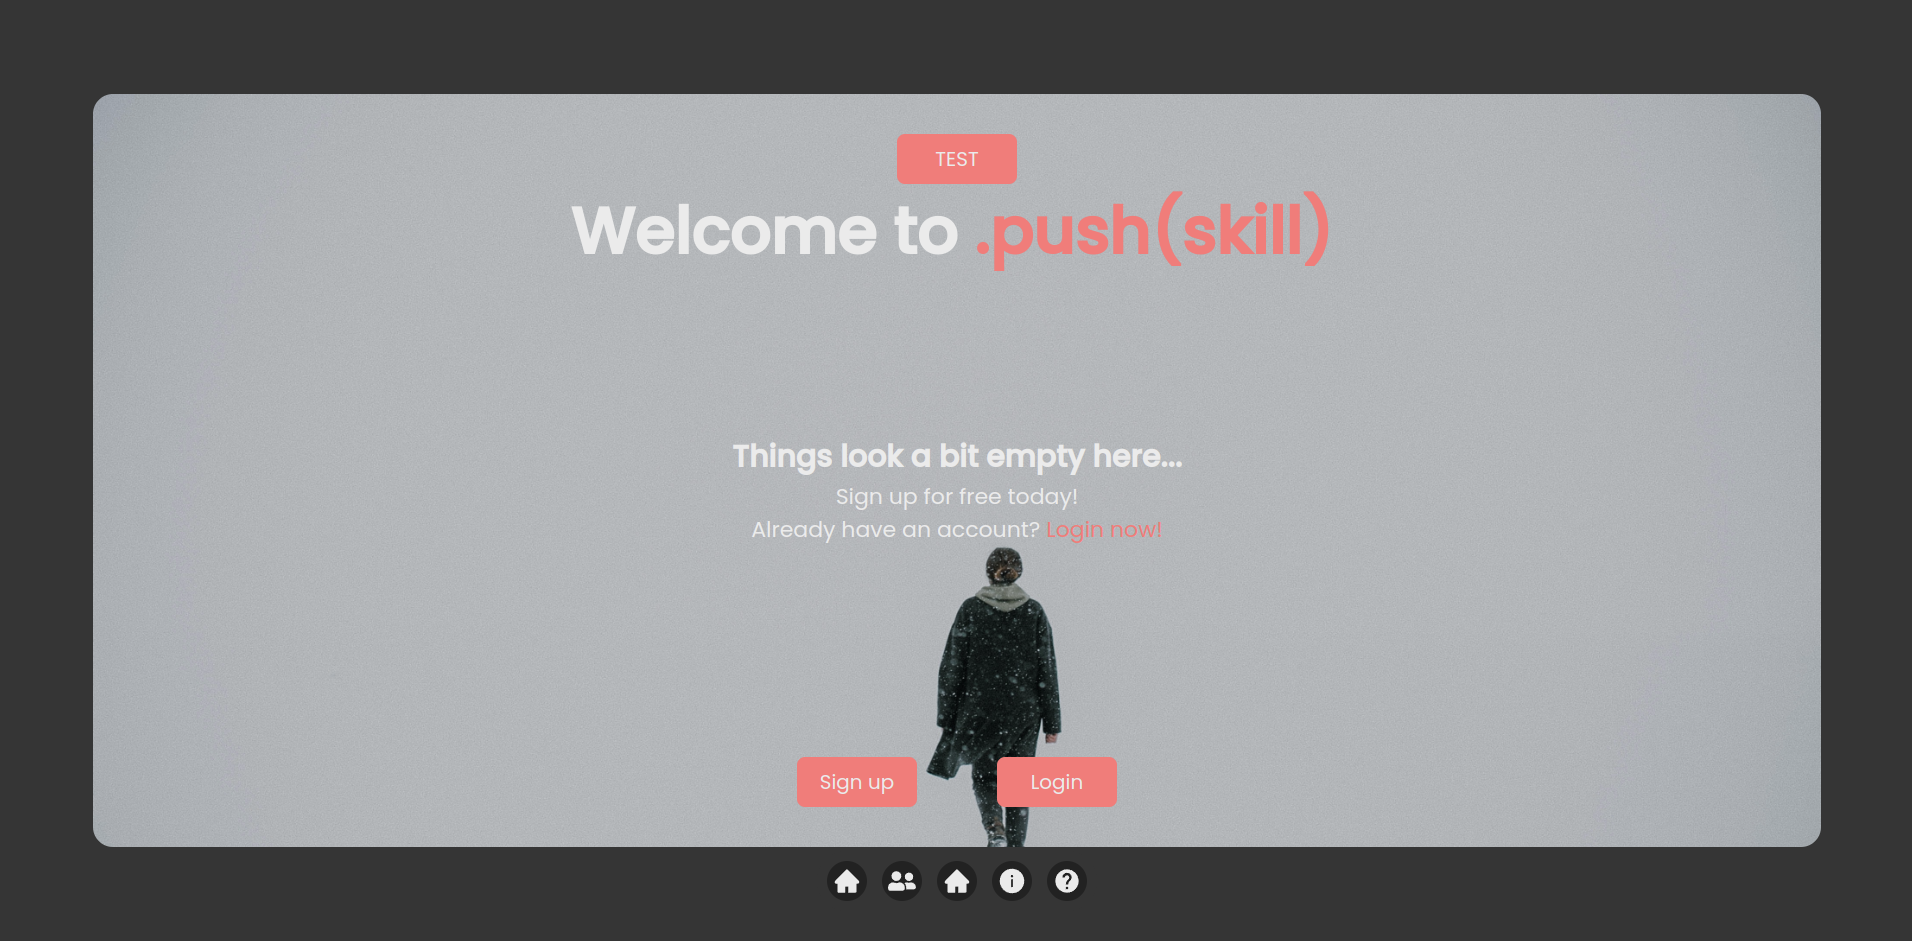 TEST
Welcome to .push(skill)
Things look a bit empty here...
Sign up for free today!
Already have an account? Login now!
Sign up
Login